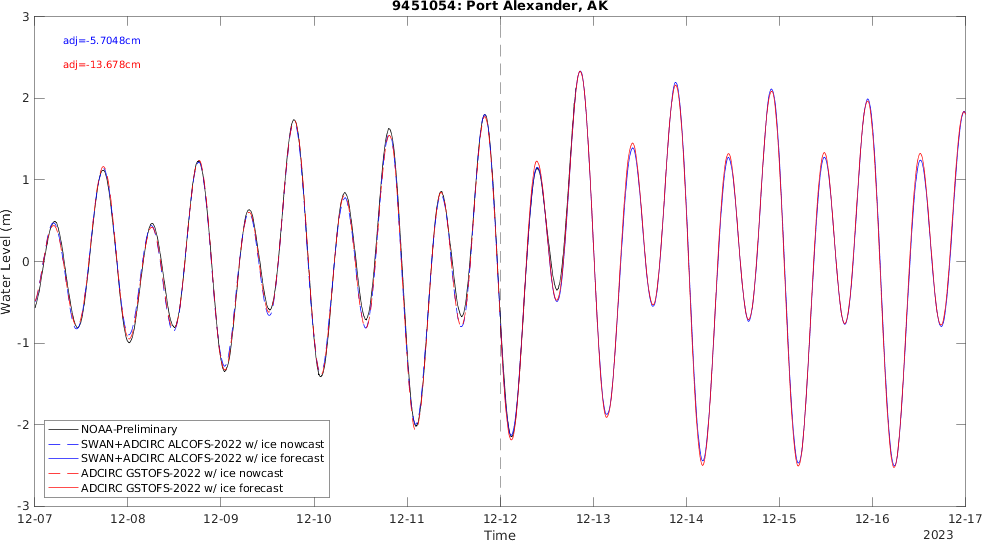 9451054: Port Alexander, AK
3
adj=-5.7048cm
adj=-13.678cm
2
1
0
Water Level (m)
-1
-2
NOAA-Preliminary
SWAN+ADCIRC ALCOFS-2022 w/ ice nowcast
SWAN+ADCIRC ALCOFS-2022 w/ ice forecast
ADCIRC GSTOFS-2022 w/ ice nowcast
ADCIRC GSTOFS-2022 w/ ice forecast
-3
12-07 12-08 12-09 12-10 12-11 12-12 12-13 12-14 12-15 12-16 12-17
Time 2023